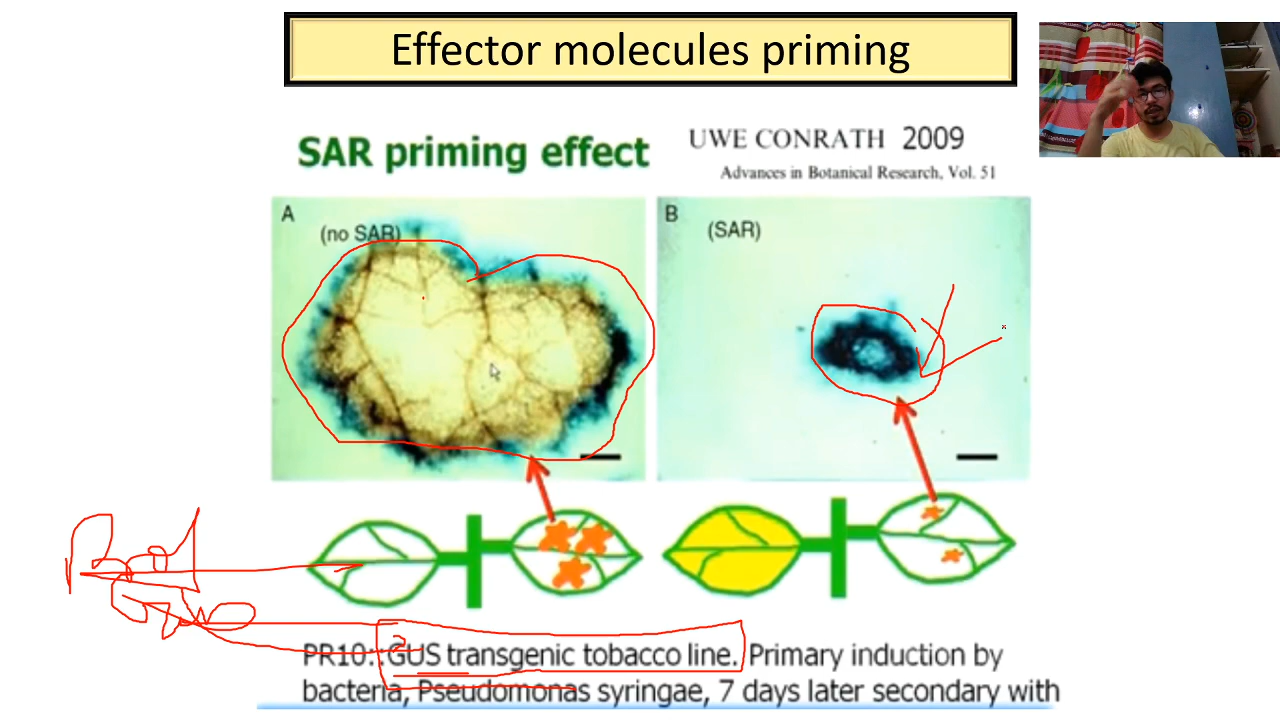 Effector molecules priming
SAR priming effect
UWE CONRATH 2009
Advances in Botanical Research, Vol. 51
A
(no SAR)
B
(SAR)
PR10::GUS transgenic tobacco line. Primary induction by
bacteria, Pseudomonas syringae, 7 days later secondary with